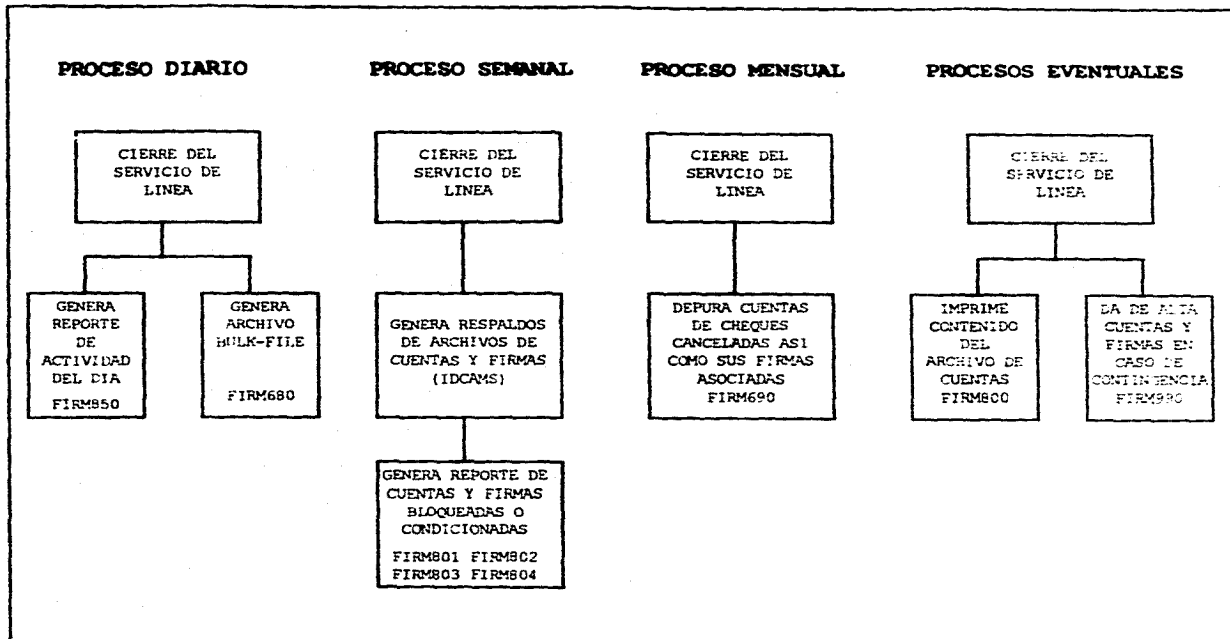 PROCESO DIARIO
PROCESO SEMANAL
PROCESO MENSUAL
PROCESOS EVENTUALES
CIERRE DEL
SERVICIO DE
LINEA
CIERRE DEL
SERVICIO DE
LINEA
CIERRE DEL
SERVICIO DE
LINEA
CIERRE DEL
SERVICIO DE
LINEA
GENERA
REPORTE
DE
ACTIVIDAD
DEL DIA
FIRM850
GENERA
ARCHIVO
BULK-FILE
FIRM680
GENERA RESPALDOS
DE ARCHIVOS DE
CUENTAS Y FIRMAS
(IDCAMS)
DEPURA CUENTAS
DE CHEQUES
CANCELADAS ASI
COMO SUS FIRMAS
ASOCIADAS
FIRM690
IMPRIME
CONTENIDO
DEL
ARCHIVO DE
CUENTAS
FIRM800
DA DE ALTA
CUENTAS Y
FIRMAS EN
CASO DE
CONTINGENCIA
GENERA REPORTE DE
CUENTAS Y FIRMAS
BLOQUEADAS O
CONDICIONADAS
FIRM801 FIRM802
FIRM803 FIRM804